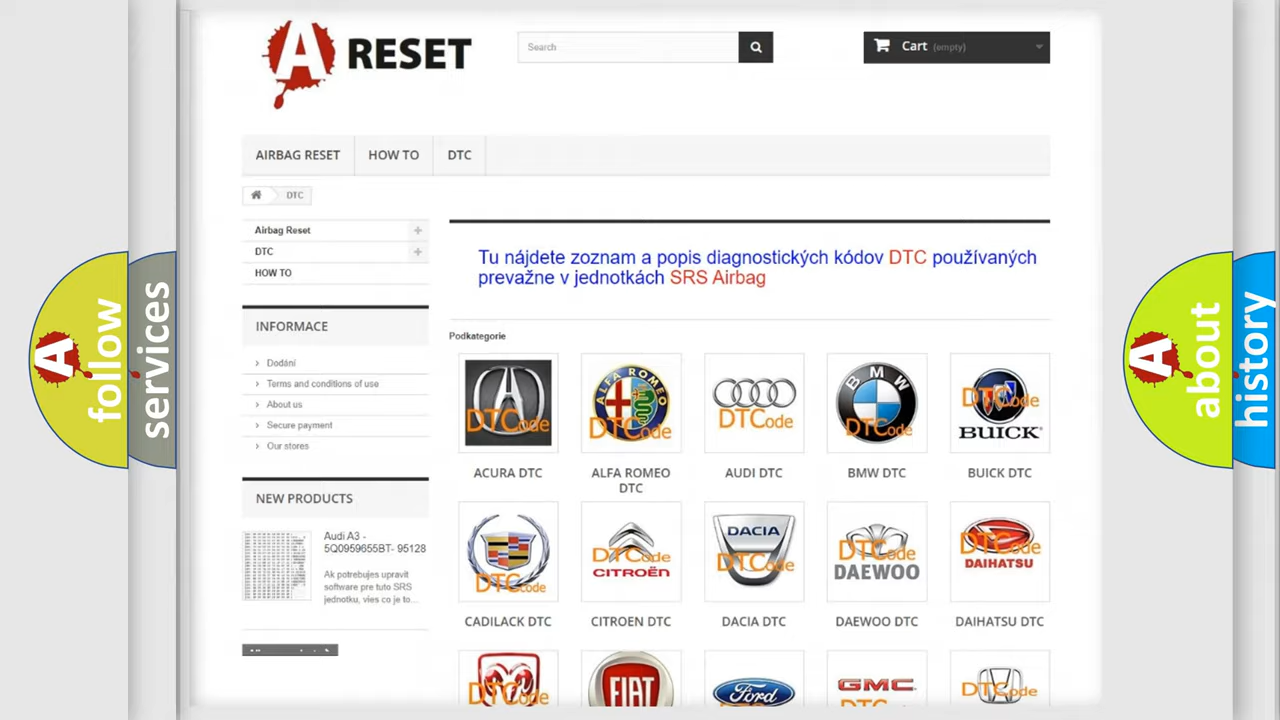 A RESET
Search
Cart (empty)
AIRBAG RESET
HOW TO
DTC
DTC
Airbag Reset
DTC
HOW TO
Tu nájdete zoznam a popis diagnostických kódov DTC používaných
prevažne v jednotkách SRS Airbag
INFORMACE
Dodání
Terms and conditions of use
About us
Secure payment
Our stores
NEW PRODUCTS
Audi A3 -
5Q0959655BT- 95128
Ak potrebujes upravit
software pre tuto SRS
jednotku, vies co je to...
Podkategorie
DTCode
ALFA ROMEO
DTCode
DTCode
BMW
DTCode
DTCode
BUICK
ACURA DTC
ALFA ROMEO
DTC
AUDI DTC
BMW DTC
BUICK DTC
DTCode
DTCode
CITROËN
DACIA
DTCode
DTCode
DAEWOO
DTCode
DAIHATSU
CADILACK DTC
CITROEN DTC
DACIA DTC
DAEWOO DTC
DAIHATSU DTC
DTCode
FIAT
Ford
GMC
DTCode
A
follow
services
A
about
history